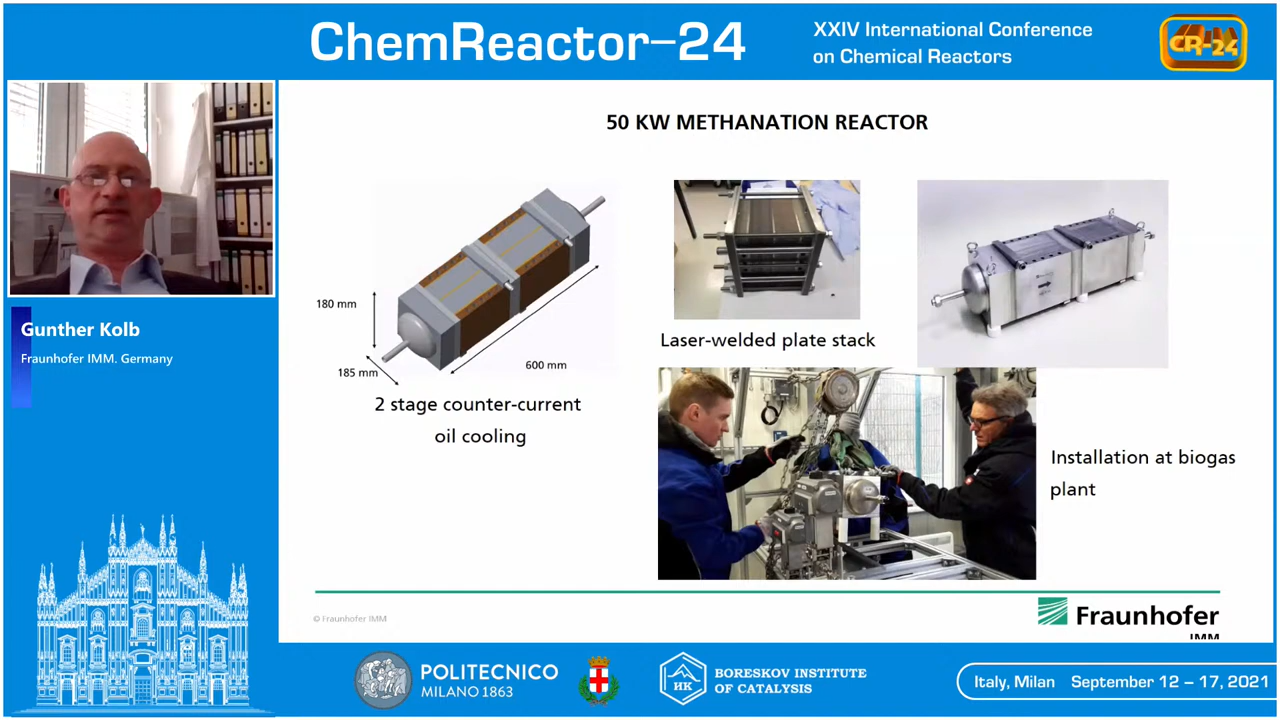 ChemReactor–24
XXIV International Conference
on Chemical Reactors
CR-24
50 KW METHANATION REACTOR
180 mm
185 mm
600 mm
2 stage counter-current
oil cooling
Laser-welded plate stack
Installation at biogas
plant
Gunther Kolb
Fraunhofer IMM. Germany
© Fraunhofer IMM
Fraunhofer
IMM
POLITECNICO
MILANO 1863
НК
BORESKOV INSTITUTE
OF CATALYSIS
Italy, Milan September 12 – 17, 2021